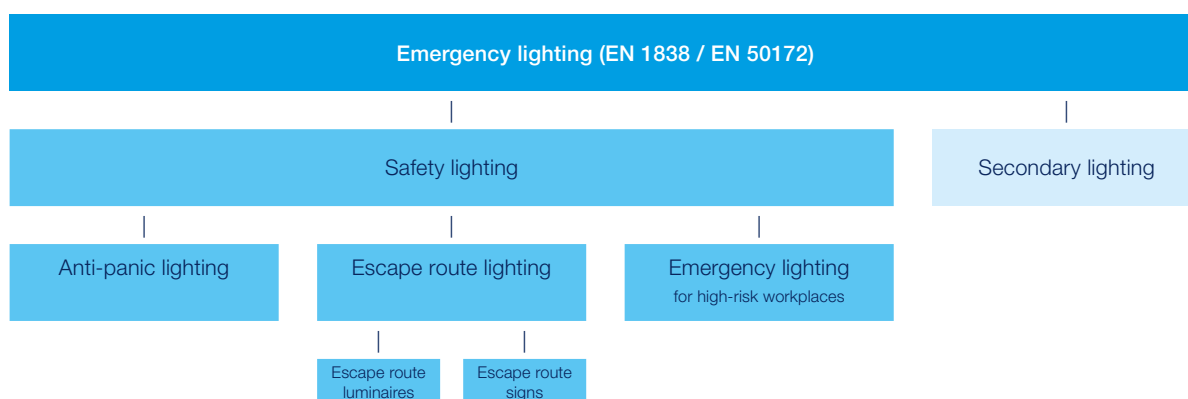 Emergency lighting (EN 1838 / EN 50172)
Safety lighting
Secondary lighting
Anti-panic lighting
Escape route lighting
Emergency lighting
for high-risk workplaces
Escape route
luminaires
Escape route
signs